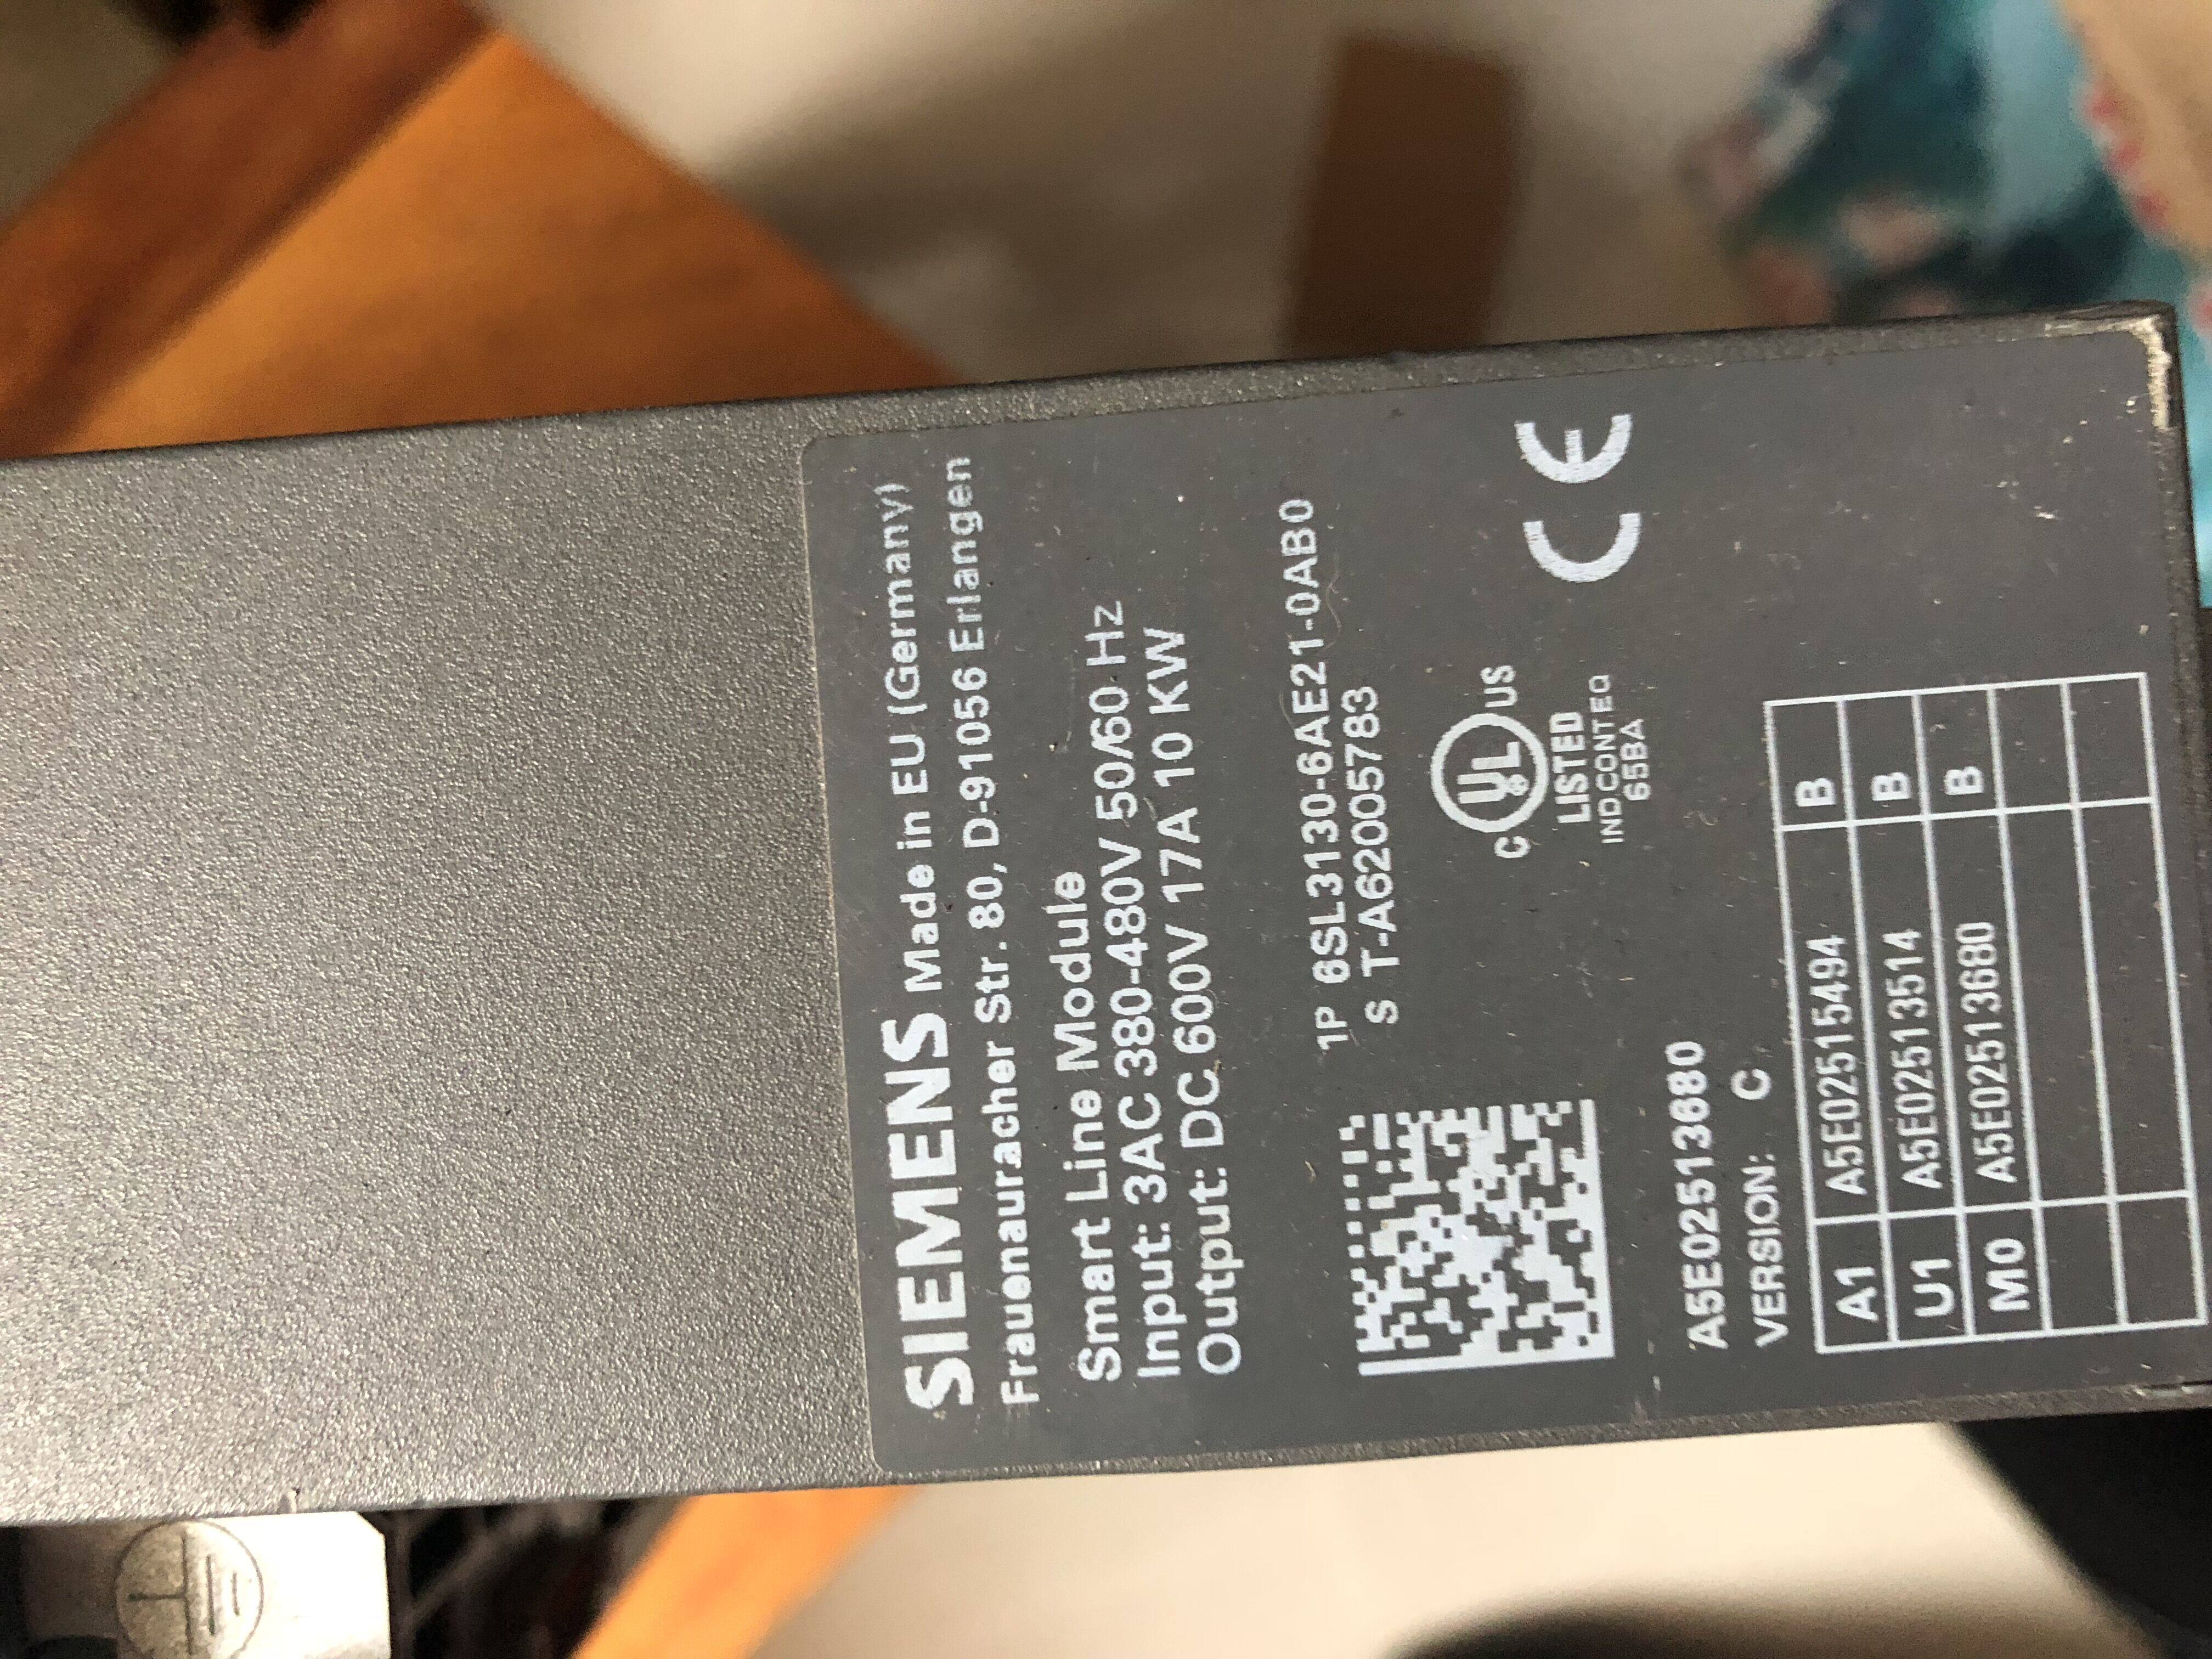 SIEMENS Made in EU (Germany)
Frauenauracher Str. 80, D-91056 Erlangen
Smart Line Module
Input: 3AC 380-480V 50/60 Hz
Output: DC 600V 17A 10 KW
1P 6SL3130-6AE21-0AB0
S T-A62005783
C UL US
LISTED
IND CONT EQ
65BA
CE
A5E02513680
VERSION: C
A1 A5E02515494 B
U1 A5E02513514 B
M0 A5E02513680 B